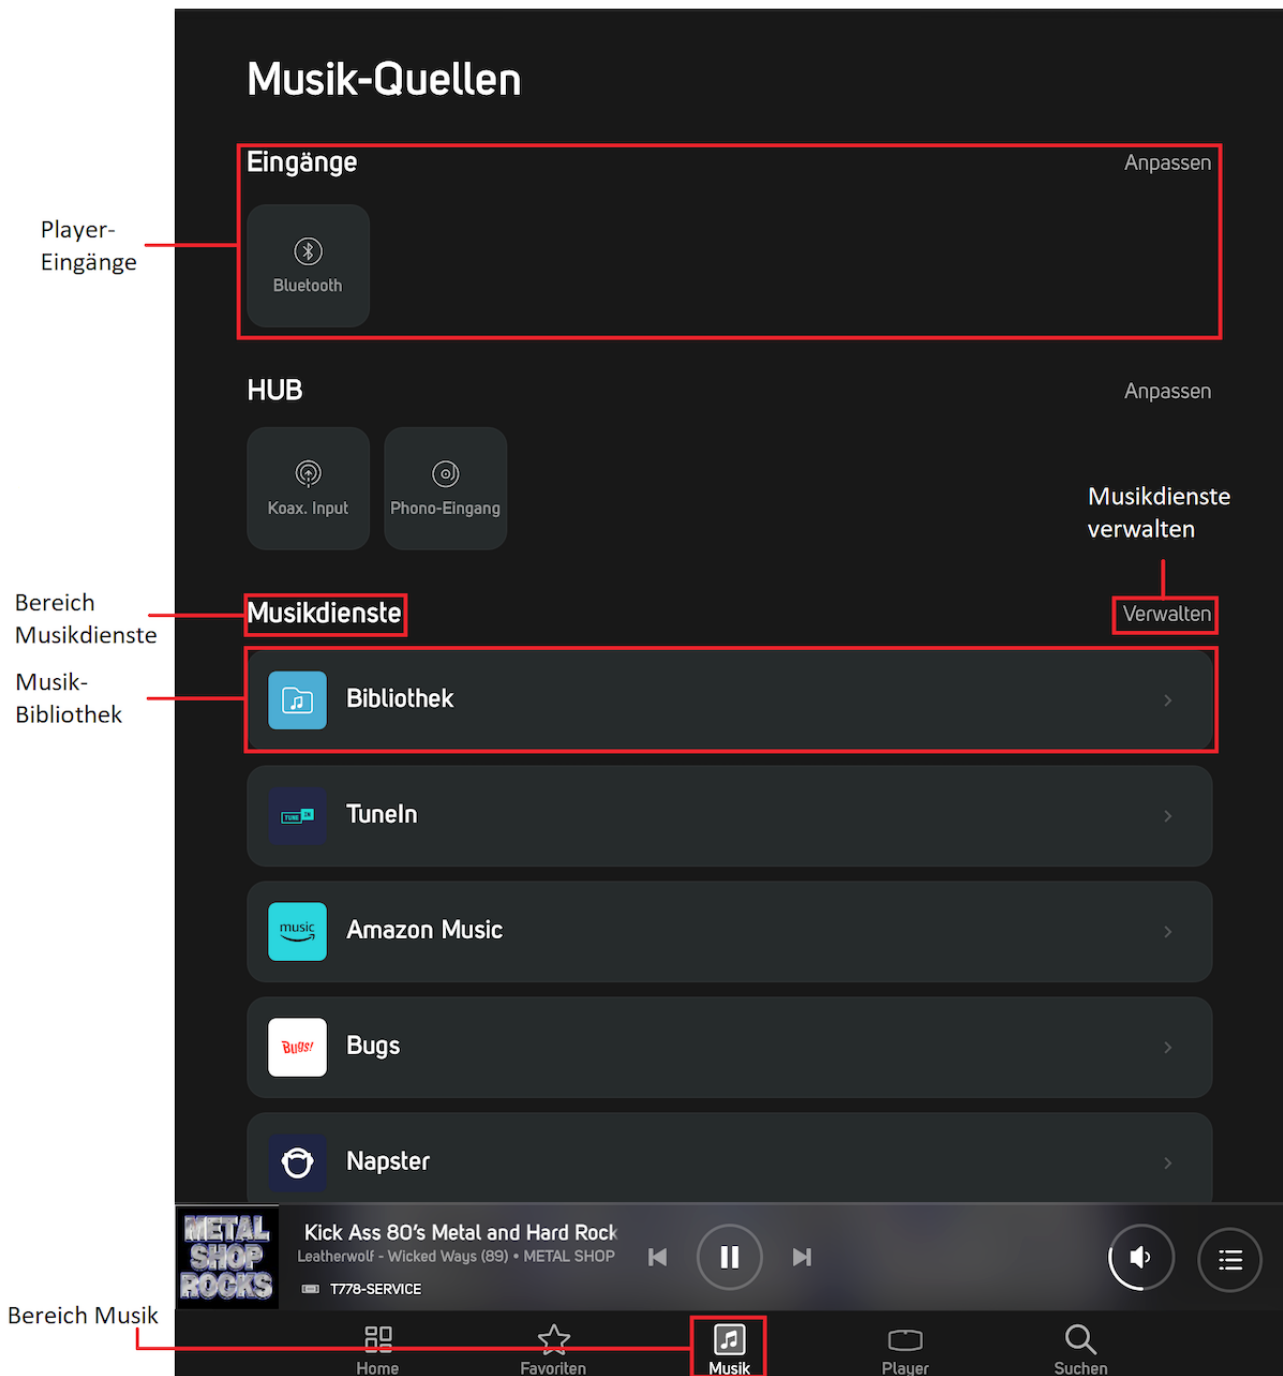 Musik-Quellen
Eingänge
Anpassen
Player-
Eingänge
Bluetooth
HUB
Anpassen
Koax. Input
Phono-Eingang
Musikdienste
verwalten
Bereich
Musikdienste
Musikdienste
Verwalten
Musik-
Bibliothek
Bibliothek
TUNE IN
TuneIn
music
Amazon Music
Bugs!
Bugs
Napster
METAL
SHOP
ROCKS
Kick Ass 80's Metal and Hard Rock
Leatherwolf - Wicked Ways (89) • METAL SHOP
T778-SERVICE
Bereich Musik
Home
Favoriten
Musik
Player
Suchen